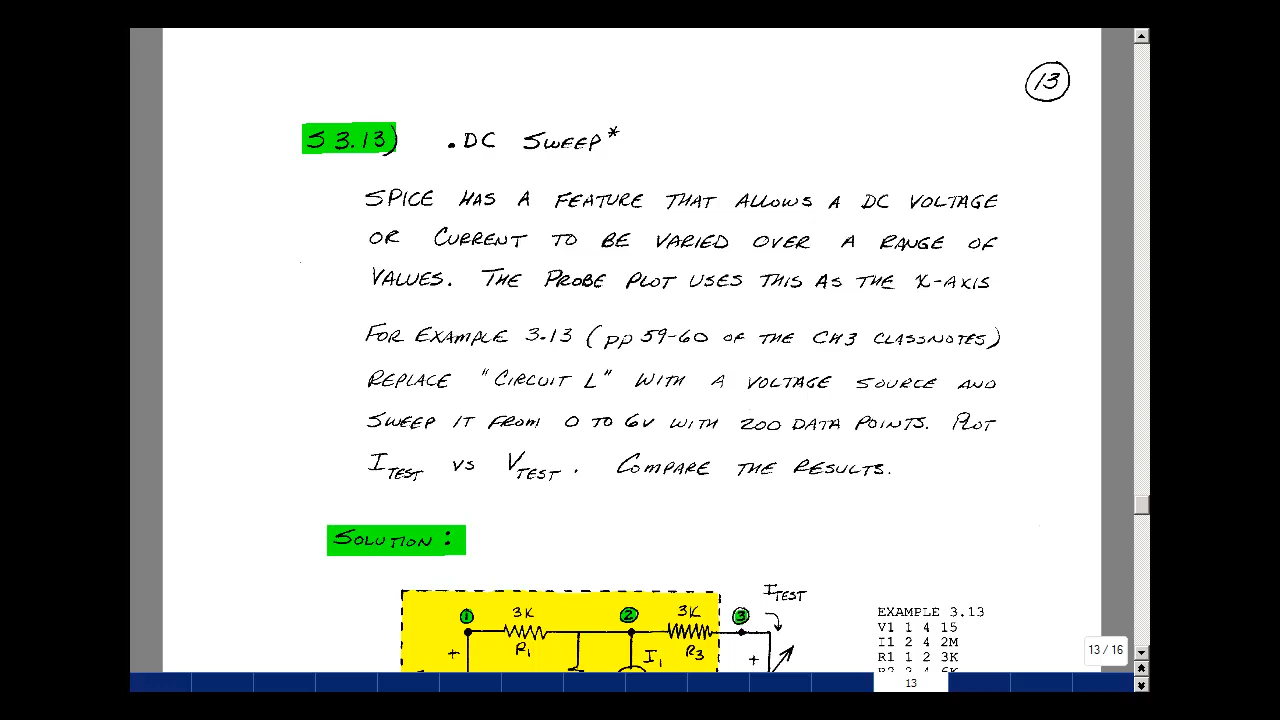 13
S 3.13) .DC SWEEP*
SPICE HAS A FEATURE THAT ALLOWS A DC VOLTAGE
OR CURRENT TO BE VARIED OVER A RANGE OF
VALUES. THE PROBE PLOT USES THIS AS THE X-AXIS
FOR EXAMPLE 3.13 (pp 59-60 OF THE CH3 CLASSNOTES)
REPLACE "CIRCUIT L" WITH A VOLTAGE SOURCE AND
SWEEP IT FROM 0 TO 6V WITH 200 DATA POINTS. PLOT
ITEST VS VTEST. COMPARE THE RESULTS.
SOLUTION:
ITEST
1 3K 2 3K 3
R1 I1 R3
+ +
EXAMPLE 3.13
V1 1 4 15
I1 2 4 2M
R1 1 2 3K
R2 2 4 6K
13 / 16
13